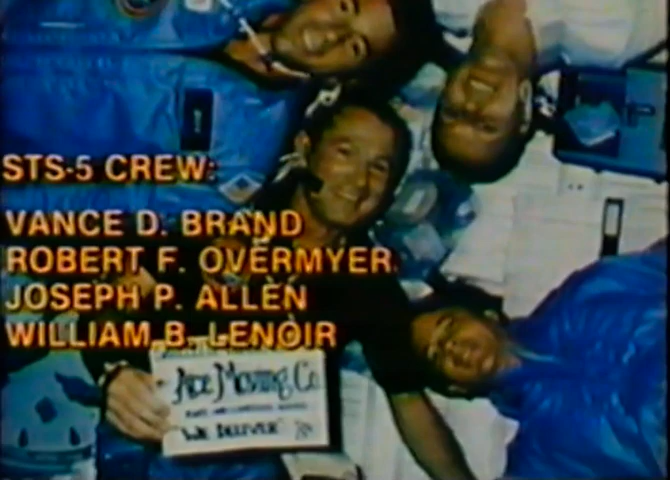 STS-5 CREW:
VANCE D. BRAND
ROBERT F. OVERMYER
JOSEPH P. ALLEN
WILLIAM B. LENOIR
Ace Moving Co
"WE DELIVER"